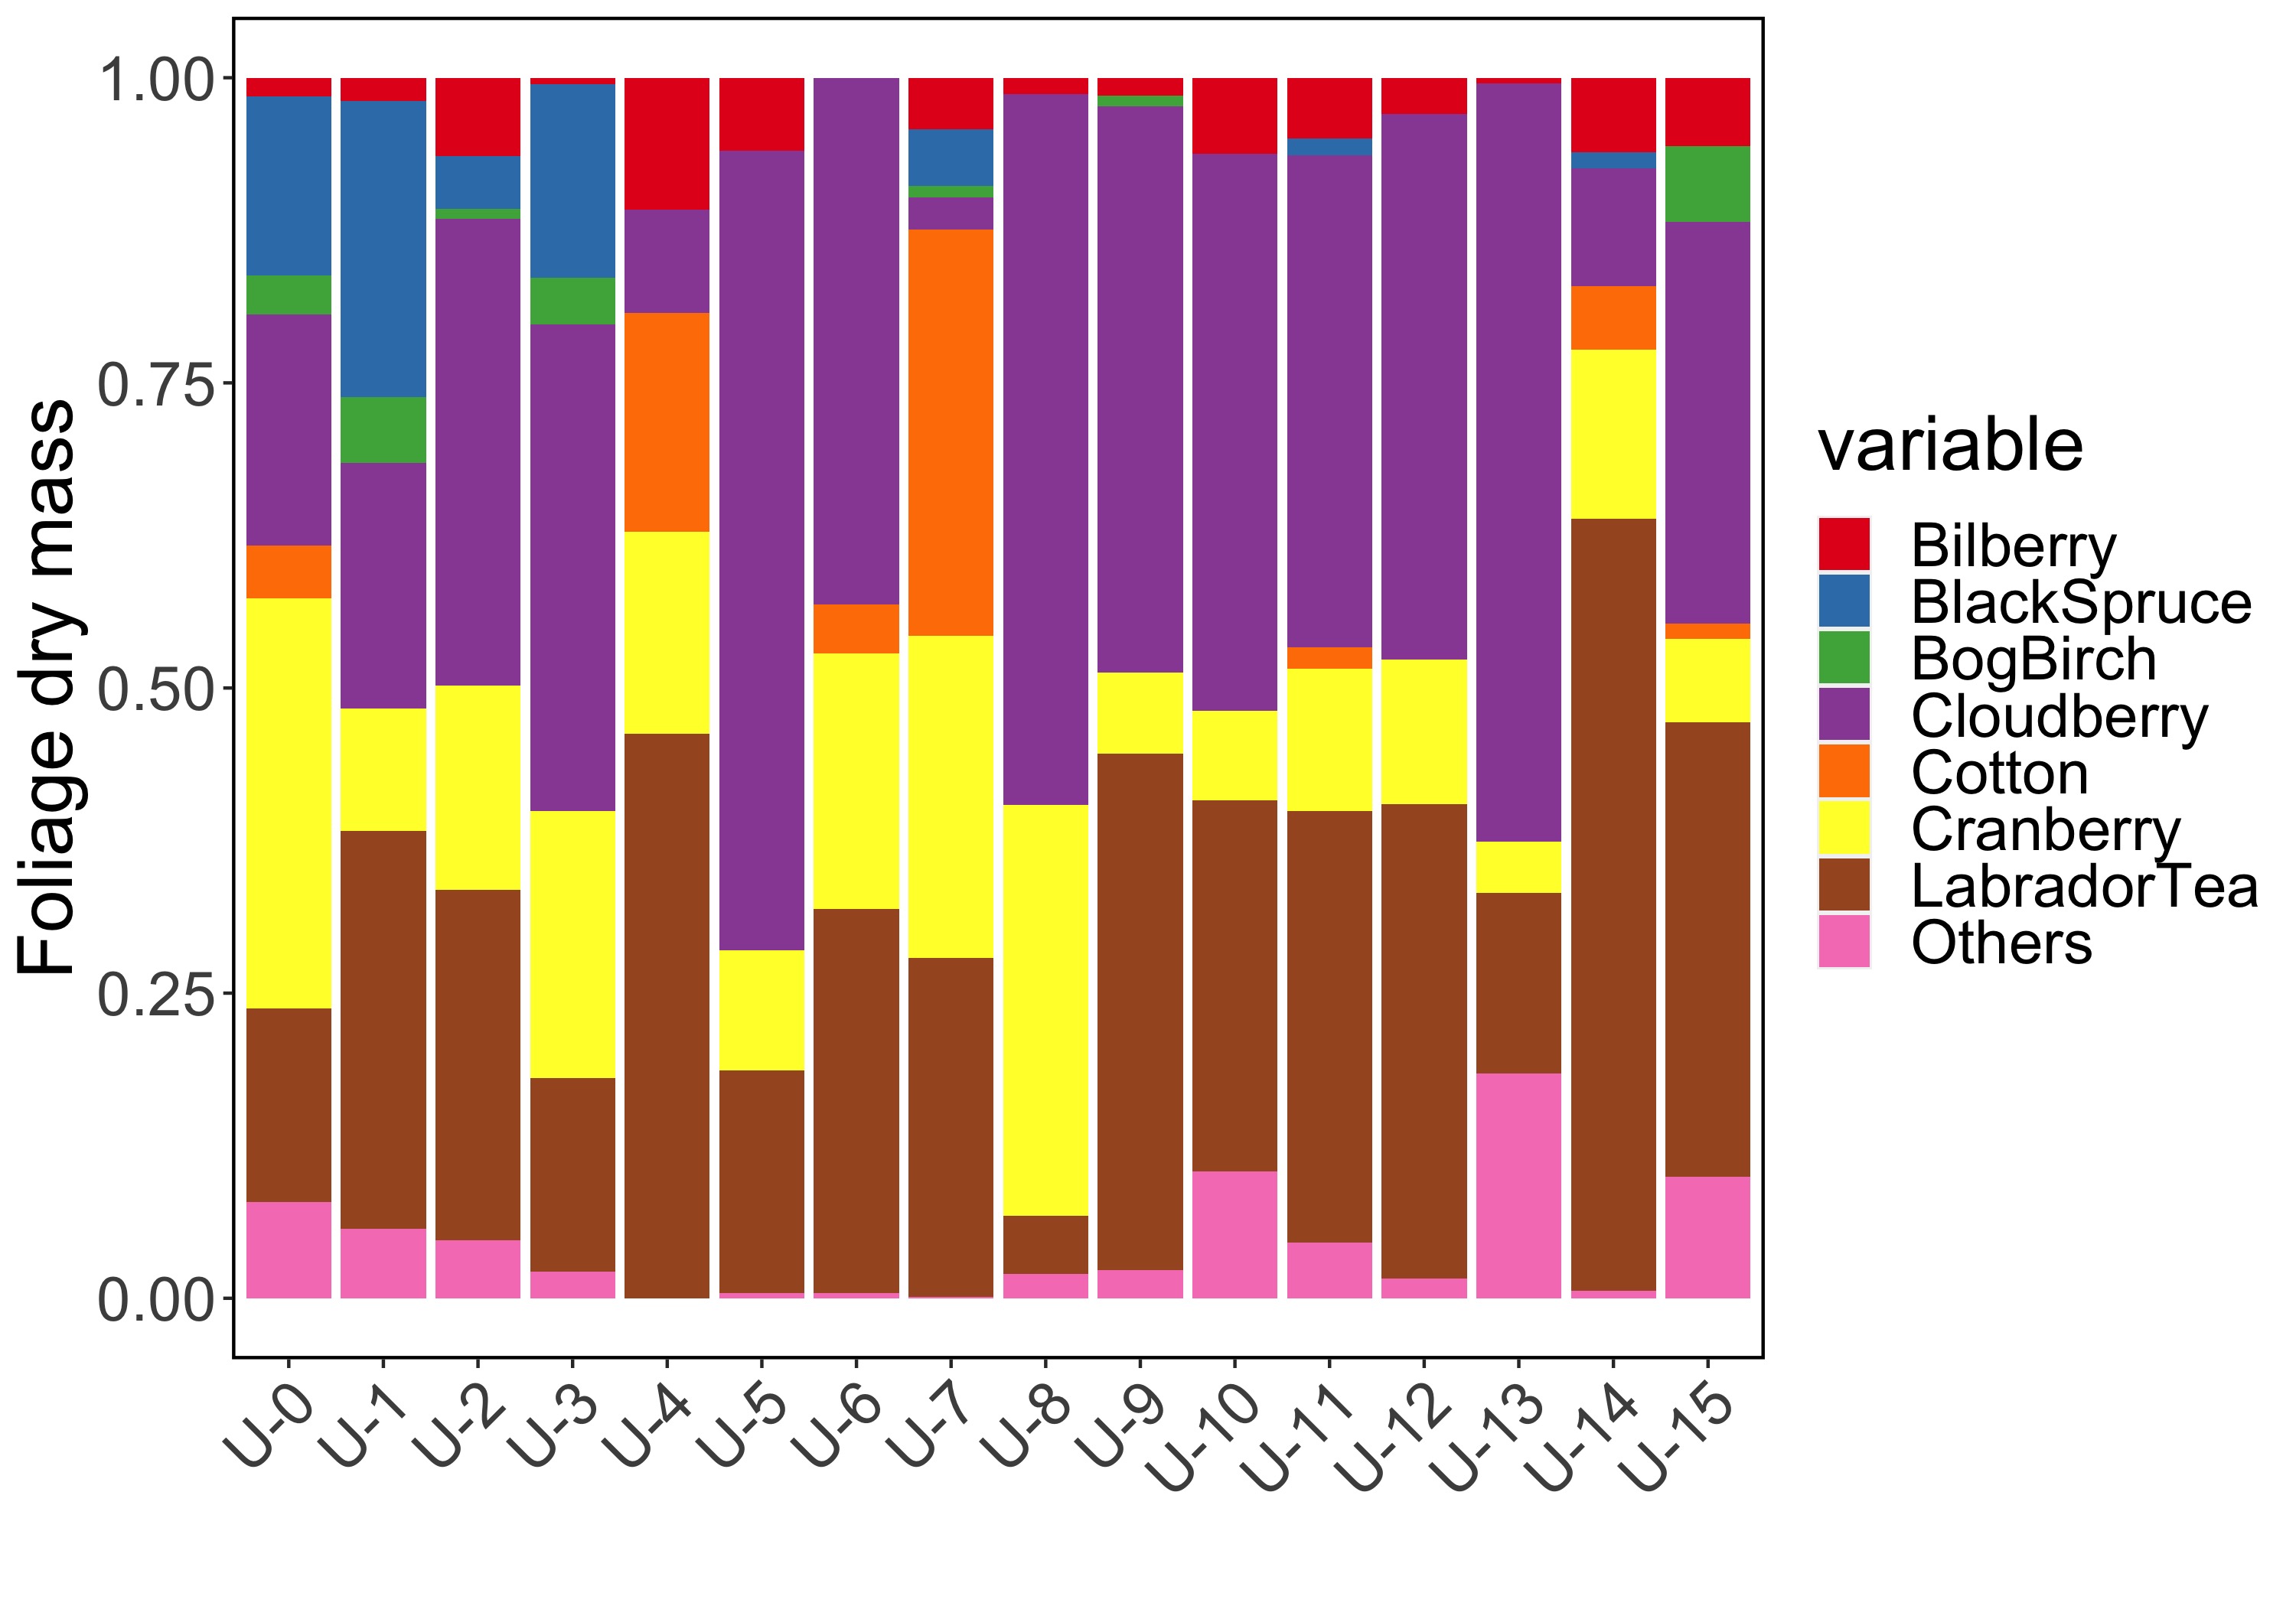 Foliage dry mass
1.00
0.75
0.50
0.25
0.00
U-0
U-1
U-2
U-3
U-4
U-5
U-6
U-7
U-8
U-9
U-10
U-11
U-12
U-13
U-14
U-15
variable
Bilberry
BlackSpruce
BogBirch
Cloudberry
Cotton
Cranberry
LabradorTea
Others